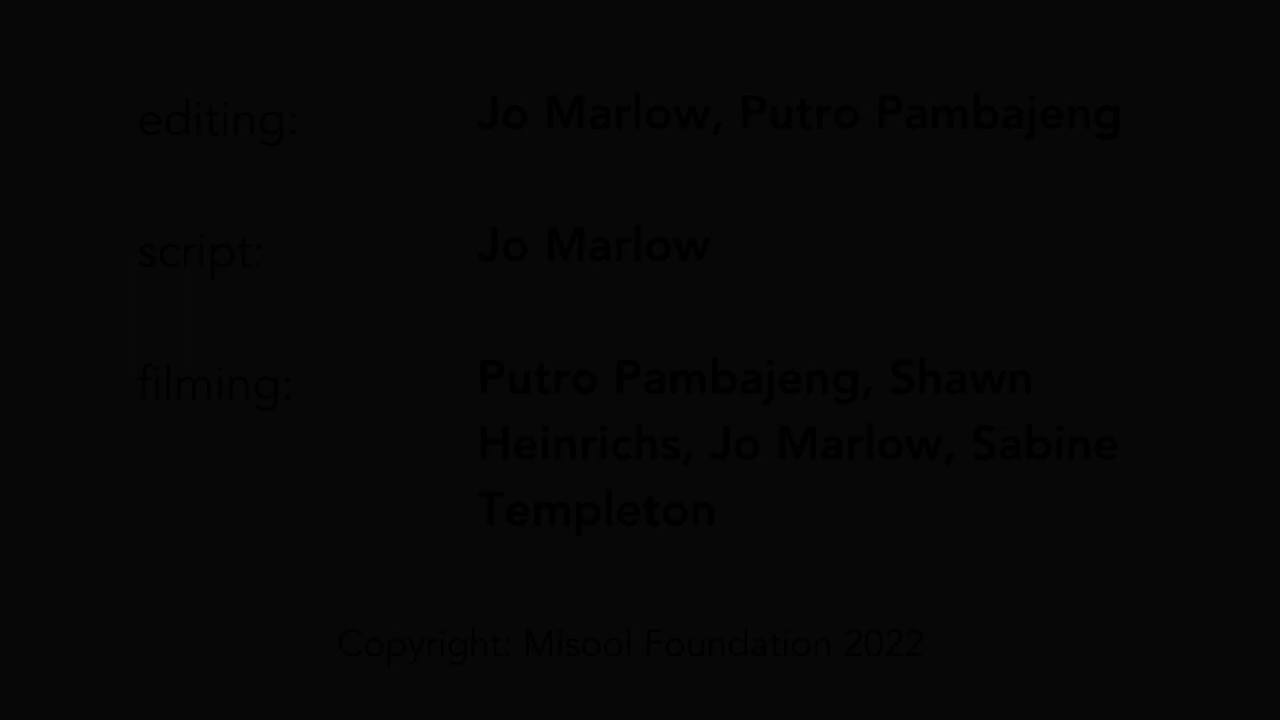 editing: Jo Marlow, Putro Pambajeng
script: Jo Marlow
filming: Putro Pambajeng, Shawn
Heinrichs, Jo Marlow, Sabine
Templeton
Copyright: Misool Foundation 2022